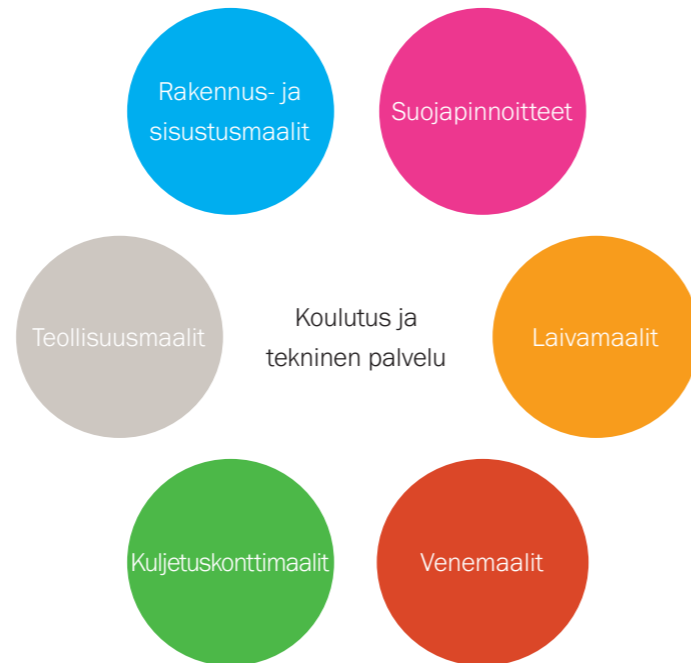 Rakennus- ja
sisustusmaalit
Suojapinnoitteet
Teollisuusmaalit
Koulutus ja
tekninen palvelu
Laivamaalit
Kuljetuskonttimaalit
Venemaalit